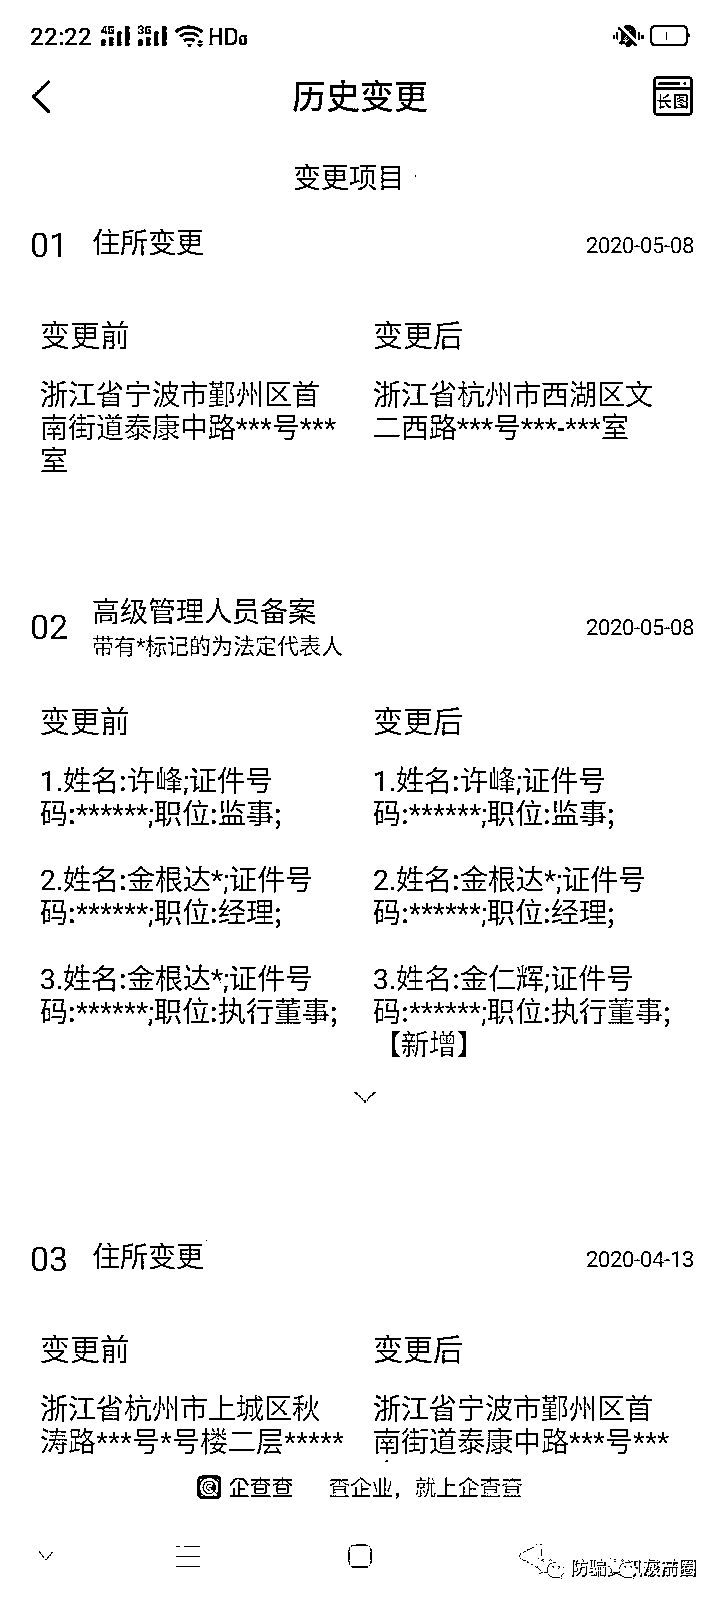 22:22 4G 3G HD
历史变更
长图
变更项目
01 住所变更 2020-05-08
变更前 变更后
浙江省宁波市鄞州区首 浙江省杭州市西湖区文
南街道泰康中路***号*** 二西路***号***-***室
室
02 高级管理人员备案 2020-05-08
带有*标记的为法定代表人
变更前 变更后
1.姓名:许峰;证件号 1.姓名:许峰;证件号
码:******;职位:监事; 码:******;职位:监事;
2.姓名:金根达*;证件号 2.姓名:金根达*;证件号
码:******;职位:经理; 码:******;职位:经理;
3.姓名:金根达*;证件号 3.姓名:金仁辉;证件号
码:******;职位:执行董事; 码:******;职位:执行董事;
【新增】
03 住所变更 2020-04-13
变更前 变更后
浙江省杭州市上城区秋 浙江省宁波市鄞州区首
涛路***号*号楼二层***** 南街道泰康中路***号***
企查查 查企业，就上企查查
防骗